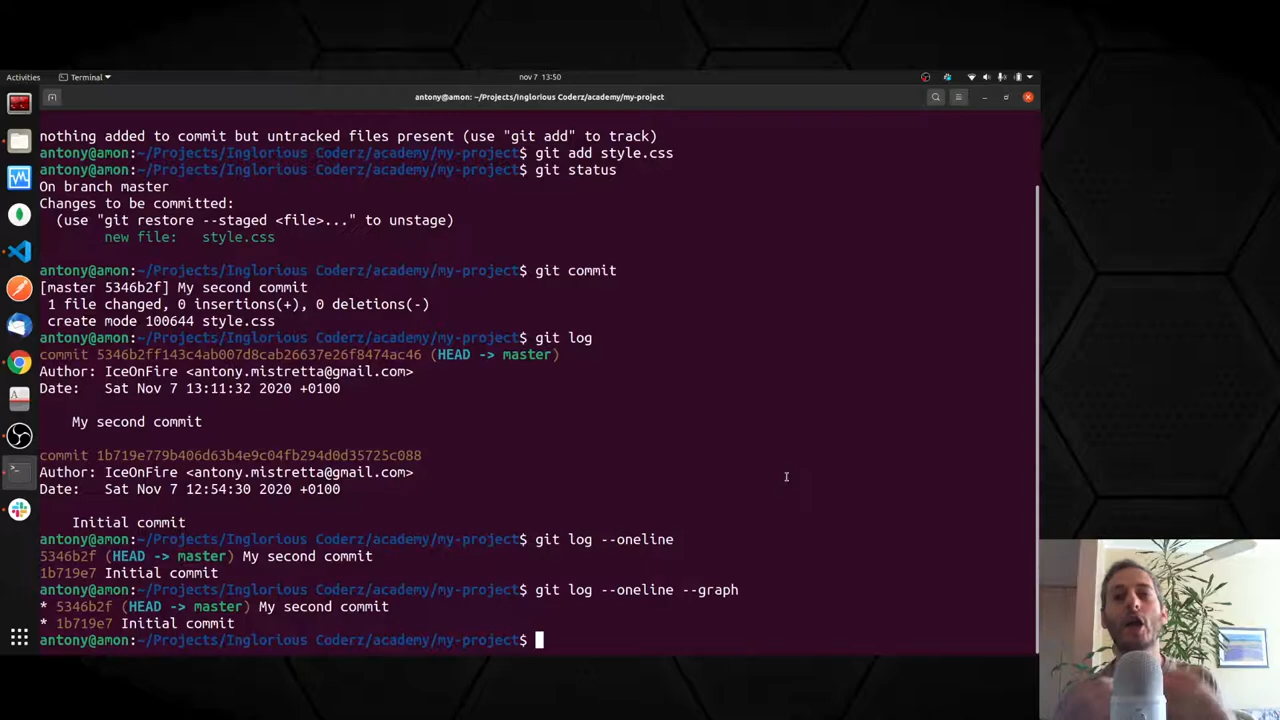 Activities
Terminal
nov 7 13:50
antony@amon: ~/Projects/Inglorious Coderz/academy/my-project
nothing added to commit but untracked files present (use "git add" to track)
antony@amon:~/Projects/Inglorious Coderz/academy/my-project$ git add style.css
antony@amon:~/Projects/Inglorious Coderz/academy/my-project$ git status
On branch master
Changes to be committed:
(use "git restore --staged <file>..." to unstage)
new file: style.css
antony@amon:~/Projects/Inglorious Coderz/academy/my-project$ git commit
[master 5346b2f] My second commit
1 file changed, 0 insertions(+), 0 deletions(-)
create mode 100644 style.css
antony@amon:~/Projects/Inglorious Coderz/academy/my-project$ git log
commit 5346b2ff143c4ab007d8cab26637e26f8474ac46 (HEAD -> master)
Author: IceOnFire <antony.mistretta@gmail.com>
Date: Sat Nov 7 13:11:32 2020 +0100
My second commit
commit 1b719e779b406d63b4e9c04fb294d0d35725c088
Author: IceOnFire <antony.mistretta@gmail.com>
Date: Sat Nov 7 12:54:30 2020 +0100
Initial commit
antony@amon:~/Projects/Inglorious Coderz/academy/my-project$ git log --oneline
5346b2f (HEAD -> master) My second commit
1b719e7 Initial commit
antony@amon:~/Projects/Inglorious Coderz/academy/my-project$ git log --oneline --graph
* 5346b2f (HEAD -> master) My second commit
* 1b719e7 Initial commit
antony@amon:~/Projects/Inglorious Coderz/academy/my-project$